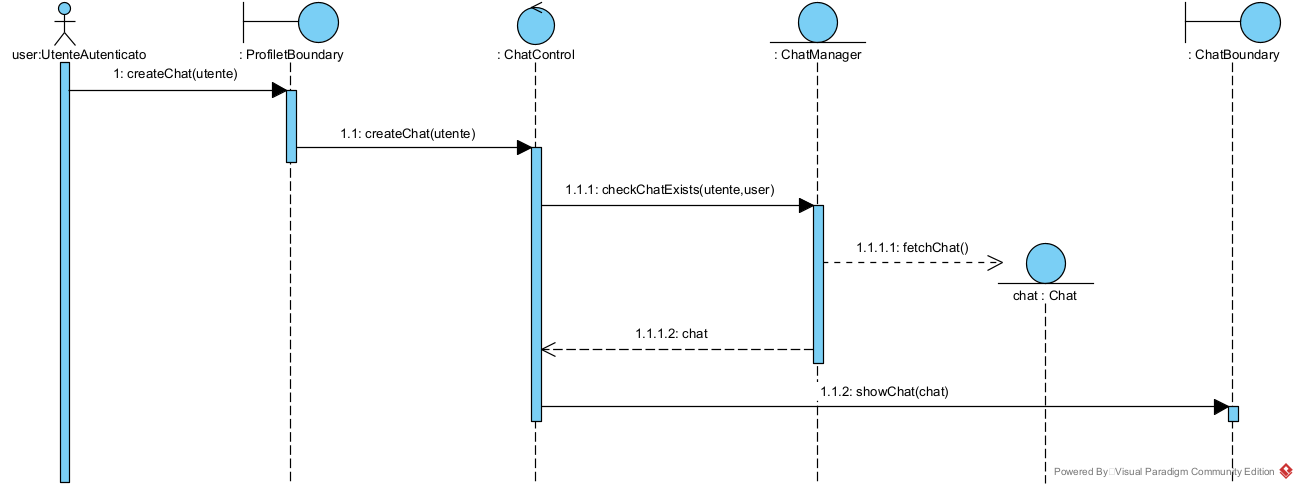 user:UtenteAutenticato
: ProfiletBoundary
: ChatControl
: ChatManager
: ChatBoundary
1: createChat(utente)
1.1: createChat(utente)
1.1.1: checkChatExists(utente,user)
1.1.1.1: fetchChat()
chat : Chat
1.1.1.2: chat
1.1.2: showChat(chat)
Powered By Visual Paradigm Community Edition